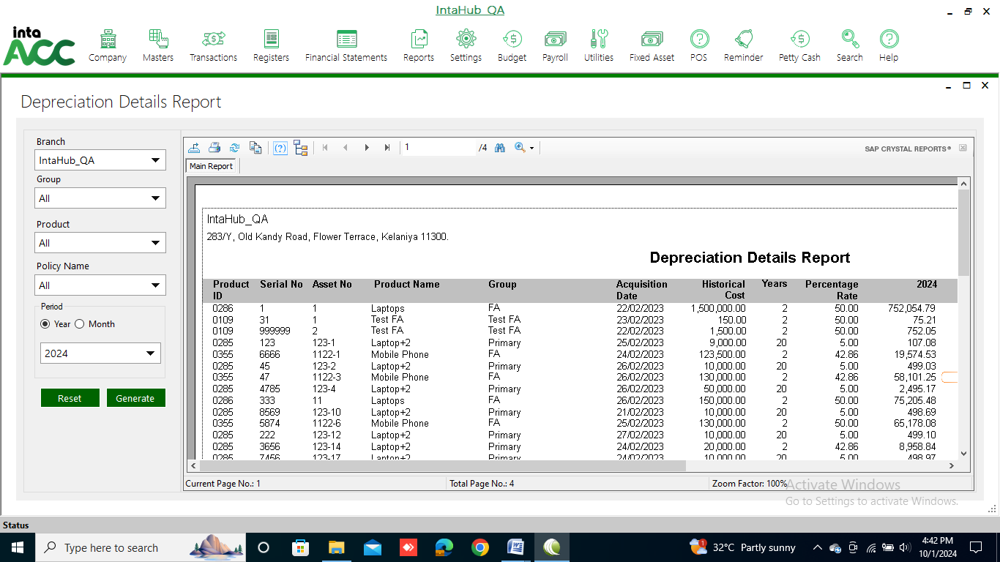 IntaHub_QA
inta
ACC
Company Masters Transactions Registers Financial Statements Reports Settings Budget Payroll Utilities Fixed Asset POS Reminder Petty Cash Search Help
Depreciation Details Report
Branch
IntaHub_QA
Group
All
Product
All
Policy Name
All
Period
Year Month
2024
Reset Generate
1 /4
SAP CRYSTAL REPORTS®
Main Report
IntaHub_QA
283/Y, Old Kandy Road, Flower Terrace, Kelaniya 11300.
Depreciation Details Report
Product ID Serial No Asset No Product Name Group Acquisition Date Historical Cost Years Percentage Rate 2024
0286 1 1 Laptops FA 22/02/2023 1,500,000.00 2 50.00 752,054.79
0109 31 1 Test FA Test FA 23/02/2023 150.00 2 50.00 75.21
0109 999999 2 Test FA Test FA 22/02/2023 1,500.00 2 50.00 752.05
0285 123 123-1 Laptop+2 Primary 25/02/2023 9,000.00 20 5.00 107.08
0355 6666 1122-1 Mobile Phone FA 24/02/2023 123,500.00 2 42.86 19,574.53
0285 45 123-2 Laptop+2 Primary 26/02/2023 10,000.00 20 5.00 499.03
0355 47 1122-3 Mobile Phone FA 26/02/2023 130,000.00 2 42.86 58,101.25
0285 4785 123-4 Laptop+2 Primary 26/02/2023 50,000.00 20 5.00 2,495.17
0286 333 11 Laptops FA 26/02/2023 150,000.00 2 50.00 75,205.48
0285 8569 123-10 Laptop+2 Primary 21/02/2023 10,000.00 20 5.00 498.69
0355 5874 1122-6 Mobile Phone FA 25/02/2023 130,000.00 2 50.00 65,178.08
0285 222 123-12 Laptop+2 Primary 27/02/2023 10,000.00 20 5.00 499.10
0285 3656 123-14 Laptop+2 Primary 24/02/2023 20,000.00 2 42.86 8,958.84
0285 7456 123-17 Laptop+2 Primary 24/02/2023 10,000.00 20 5.00 498.97
Current Page No.: 1 Total Page No.: 4 Zoom Factor: 100%
Activate Windows
Go to Settings to activate Windows.
Status
Type here to search
1
32°C Partly sunny
4:42 PM
10/1/2024